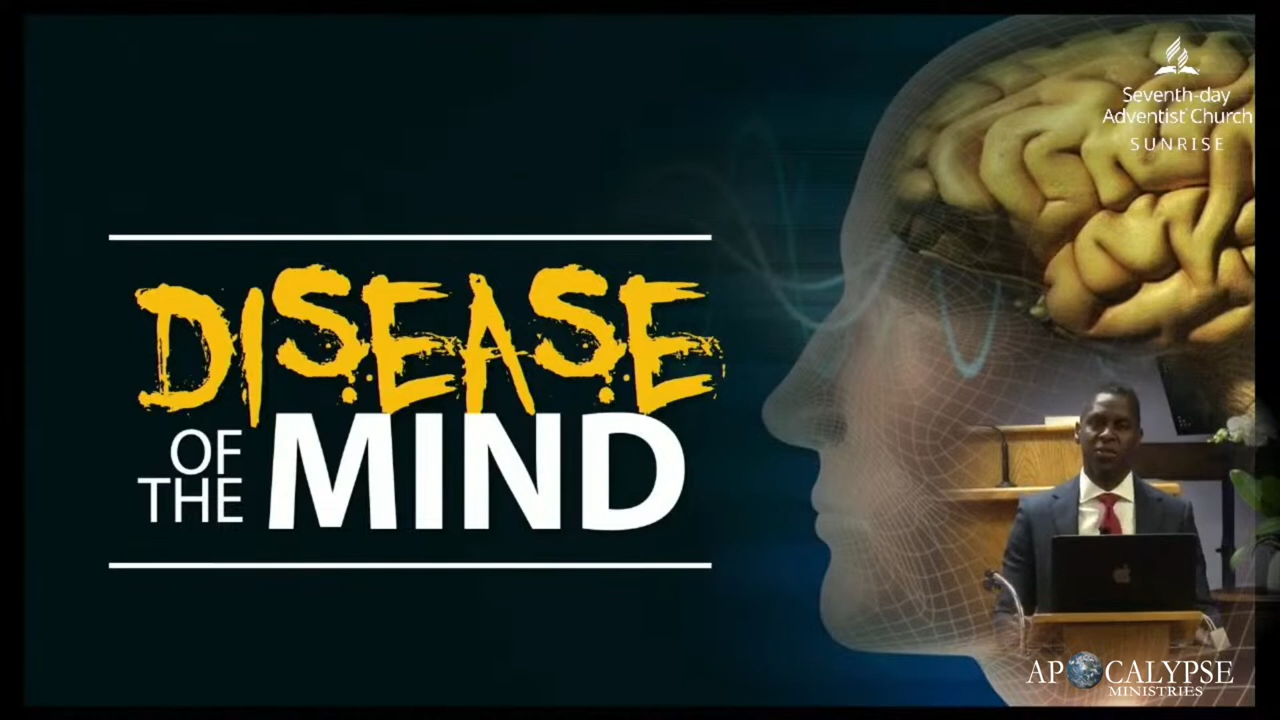 Seventh-day
Adventist Church
SUNRISE
DISEASE
OF
THE
MIND
APOCALYPSE
MINISTRIES